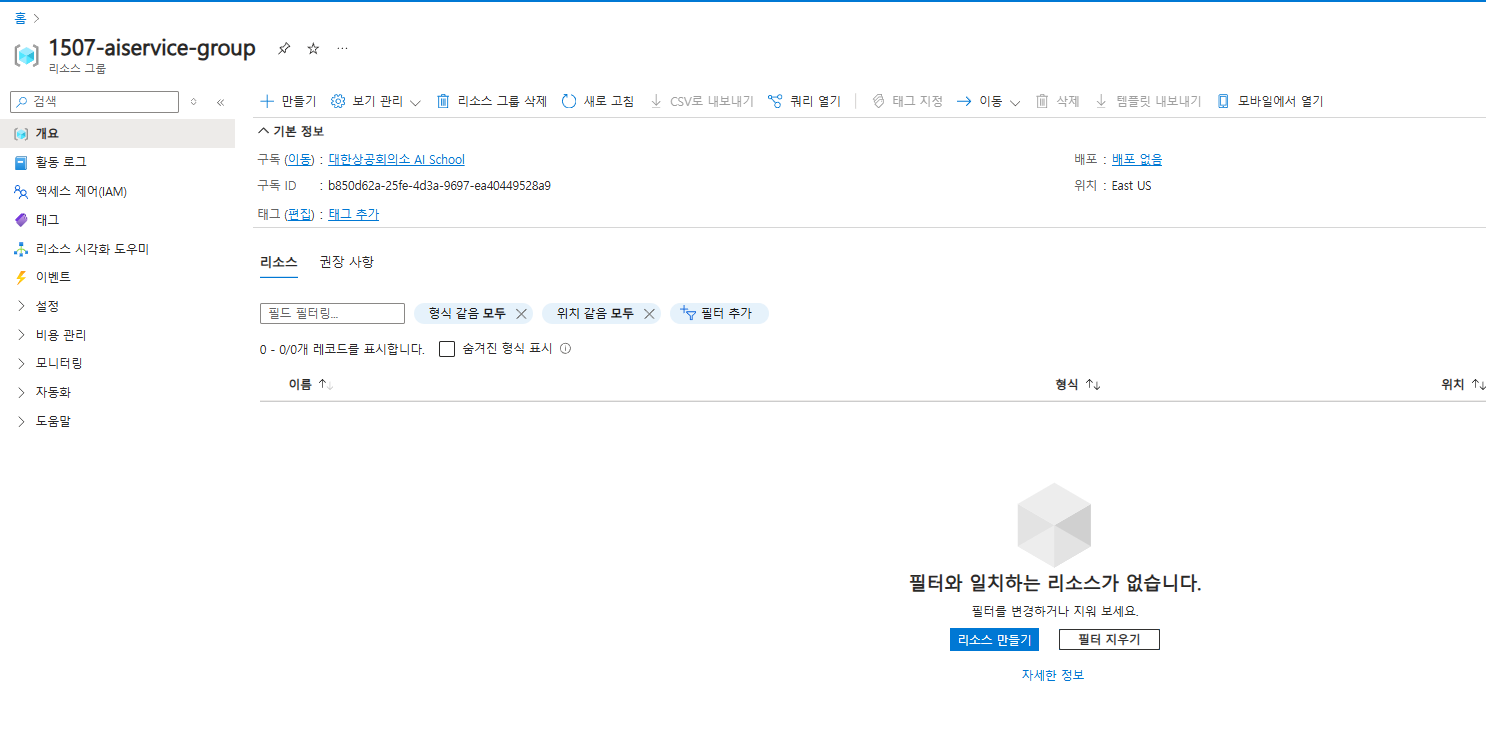 홈
1507-aiservice-group
리소스 그룹
검색
만들기 보기 관리 리소스 그룹 삭제 새로 고침 CSV로 내보내기 쿼리 열기 태그 지정 이동 삭제 템플릿 내보내기 모바일에서 열기
개요
활동 로그
액세스 제어(IAM)
태그
리소스 시각화 도우미
이벤트
설정
비용 관리
모니터링
자동화
도움말
기본 정보
구독 (이동) : 대한상공회의소 AI School
구독 ID : b850d62a-25fe-4d3a-9697-ea40449528a9
태그 (편집) : 태그 추가
배포 : 배포 없음
위치 : East US
리소스 권장 사항
필드 필터링... 형식 같음 모두 위치 같음 모두 필터 추가
0 - 0/0개 레코드를 표시합니다. 숨겨진 형식 표시
이름 형식 위치
필터와 일치하는 리소스가 없습니다.
필터를 변경하거나 지워 보세요.
리소스 만들기 필터 지우기
자세한 정보